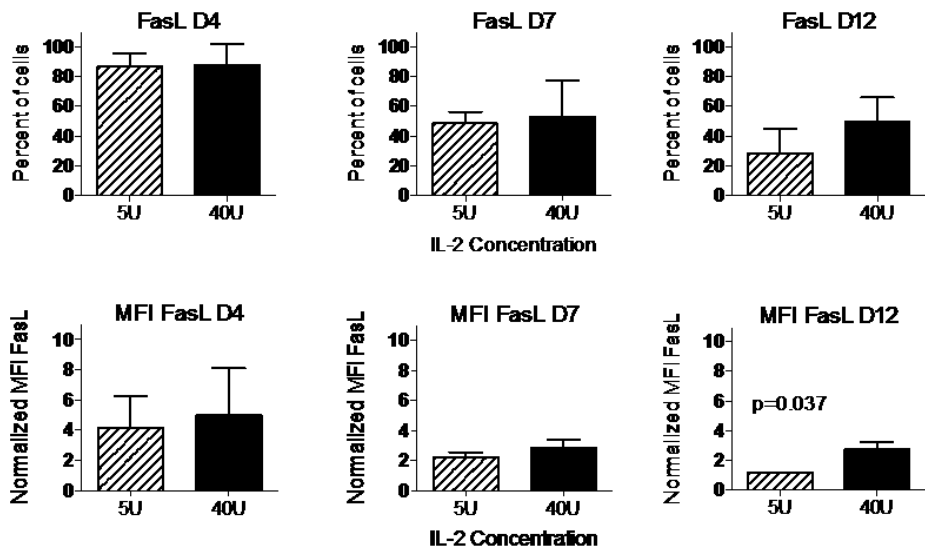 FasL D4
Percent of cells
100
80
60
40
20
0
5U
40U
FasL D7
Percent of cells
100
80
60
40
20
0
5U
40U
IL-2 Concentration
FasL D12
Percent of cells
100
80
60
40
20
0
5U
40U
MFI FasL D4
Normalized MFI FasL
10
8
6
4
2
0
5U
40U
MFI FasL D7
Normalized MFI FasL
10
8
6
4
2
0
5U
40U
IL-2 Concentration
MFI FasL D12
Normalized MFI FasL
10
8
6
4
2
0
p=0.037
5U
40U